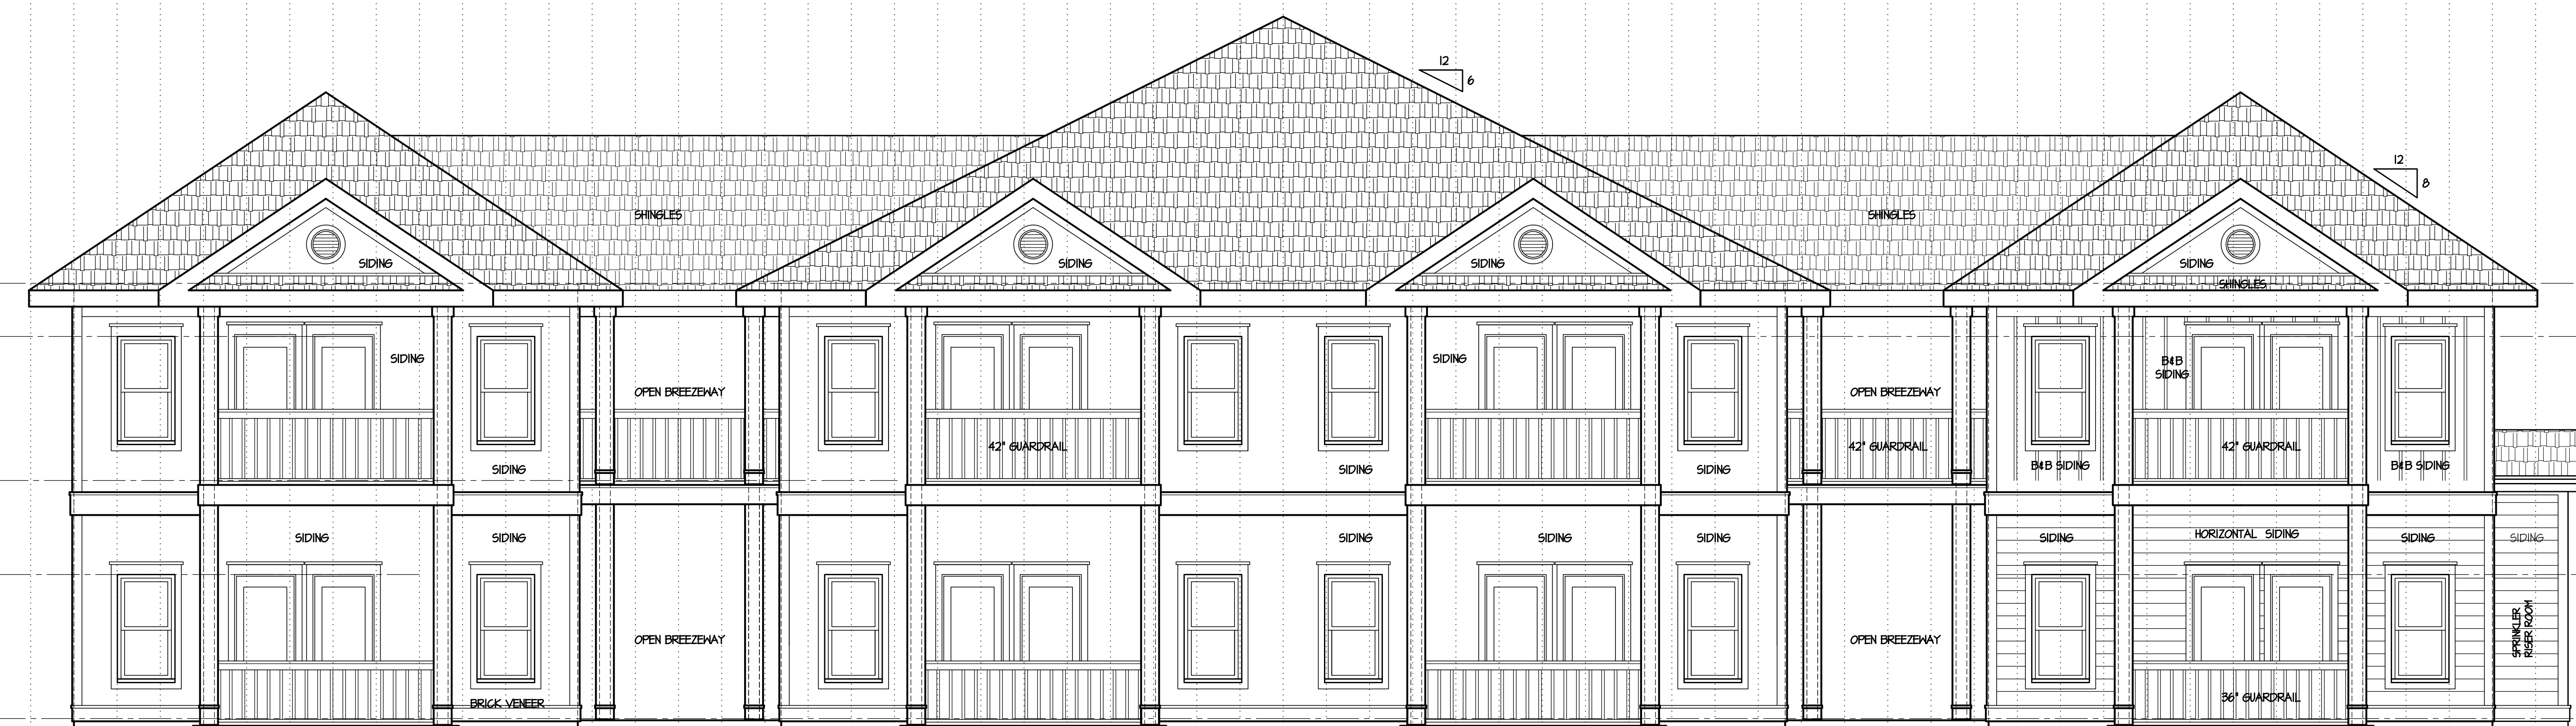 12
6
12
8
SHINGLES
SHINGLES
SIDING
SIDING
SIDING
SIDING
SHINGLES
SIDING
SIDING
B&B
SIDING
OPEN BREEZEWAY
OPEN BREEZEWAY
42" GUARDRAIL
42" GUARDRAIL
42" GUARDRAIL
SIDING
SIDING
SIDING
B&B SIDING
B&B SIDING
SIDING
SIDING
SIDING
SIDING
SIDING
SIDING
HORIZONTAL SIDING
SIDING
SIDING
OPEN BREEZEWAY
OPEN BREEZEWAY
SPRINKLER
RISER ROOM
BRICK VENEER
36" GUARDRAIL